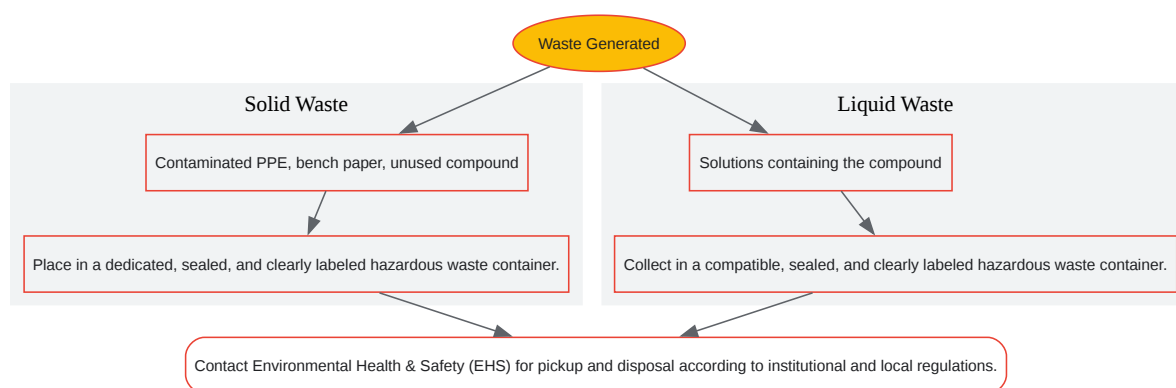 Waste Generated
Solid Waste
Contaminated PPE, bench paper, unused compound
Place in a dedicated, sealed, and clearly labeled hazardous waste container.
Liquid Waste
Solutions containing the compound
Collect in a compatible, sealed, and clearly labeled hazardous waste container.
Contact Environmental Health & Safety (EHS) for pickup and disposal according to institutional and local regulations.